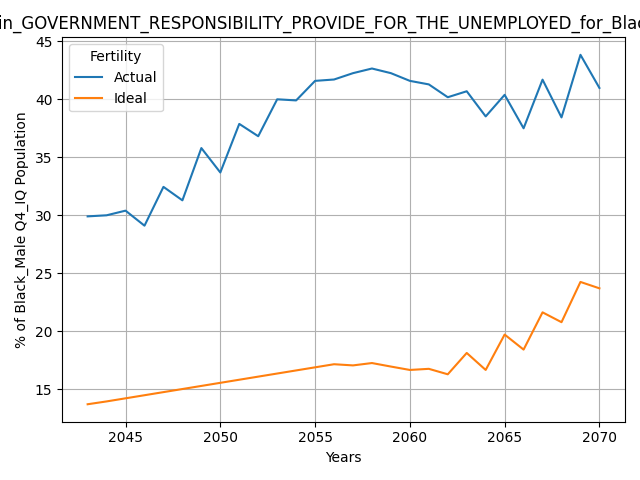 in_GOVERNMENT_RESPONSIBILITY_PROVIDE_FOR_THE_UNEMPLOYED_for_Blac
Fertility
Actual
Ideal
% of Black_Male Q4_IQ Population
45
40
35
30
25
20
15
2045
2050
2055
2060
2065
2070
Years